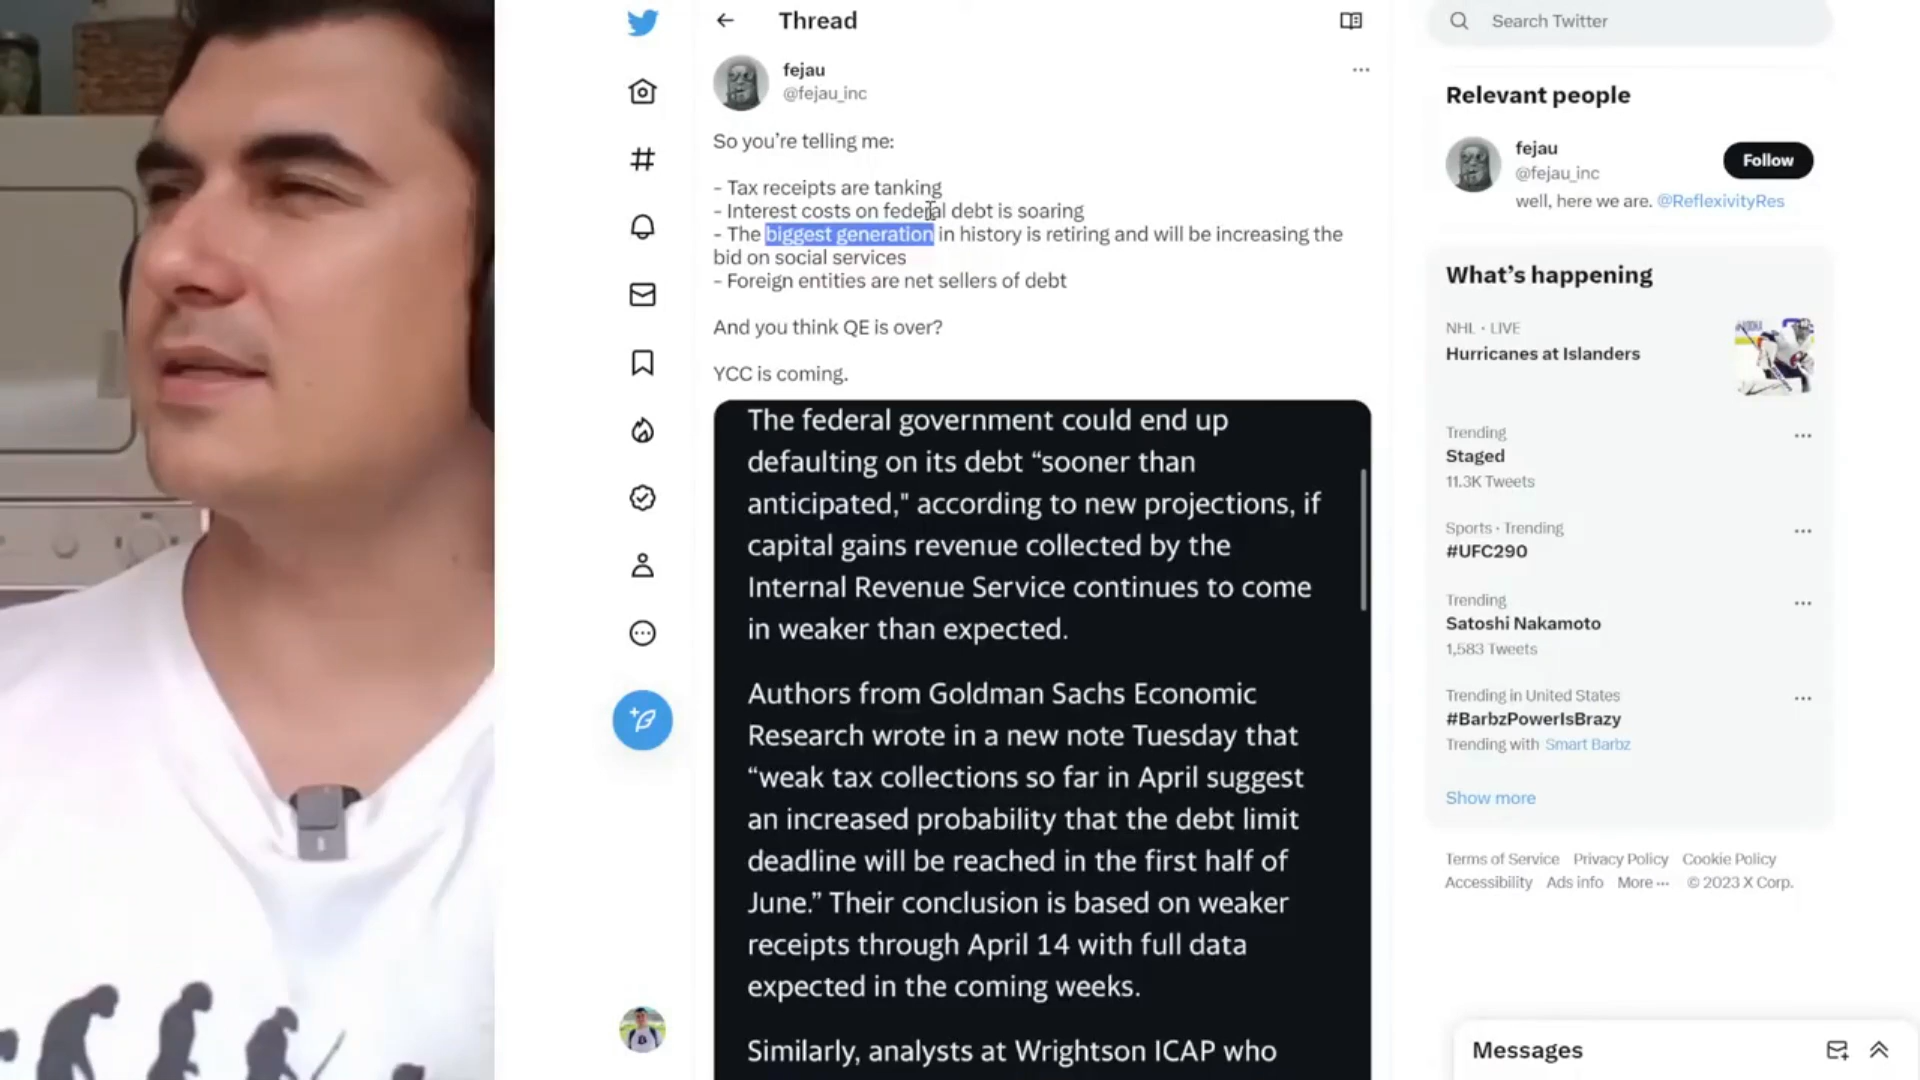 Thread
Search Twitter
fejau
@fejau_inc
So you're telling me:
- Tax receipts are tanking
- Interest costs on federal debt is soaring
- The biggest generation in history is retiring and will be increasing the
bid on social services
- Foreign entities are net sellers of debt
And you think QE is over?
YCC is coming.
The federal government could end up
defaulting on its debt “sooner than
anticipated," according to new projections, if
capital gains revenue collected by the
Internal Revenue Service continues to come
in weaker than expected.
Authors from Goldman Sachs Economic
Research wrote in a new note Tuesday that
“weak tax collections so far in April suggest
an increased probability that the debt limit
deadline will be reached in the first half of
June.” Their conclusion is based on weaker
receipts through April 14 with full data
expected in the coming weeks.
Similarly, analysts at Wrightson ICAP who
Relevant people
fejau
@fejau_inc
Follow
well, here we are. @ReflexivityRes
What's happening
NHL · LIVE
Hurricanes at Islanders
Trending
Staged
11.3K Tweets
Sports · Trending
#UFC290
Trending
Satoshi Nakamoto
1,583 Tweets
Trending in United States
#BarbzPowerIsBrazy
Trending with Smart Barbz
Show more
Terms of Service Privacy Policy Cookie Policy
Accessibility Ads info More ··· © 2023 X Corp.
Messages